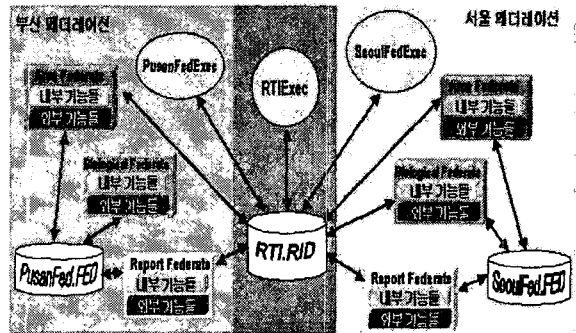 부산 페더레이션
서울 페더레이션
PusanFedExec
RTIExec
SeoulFedExec
Federate
내부기능들
외부기능들
Federate
내부기능들
외부기능들
Biological Federate
내부기능들
외부기능들
Biological Federate
내부기능들
외부기능들
PusanFed.FED
RTI.RID
SeoulFed.FED
Report Federate
내부기능들
외부기능들
Report Federate
내부기능들
외부기능들